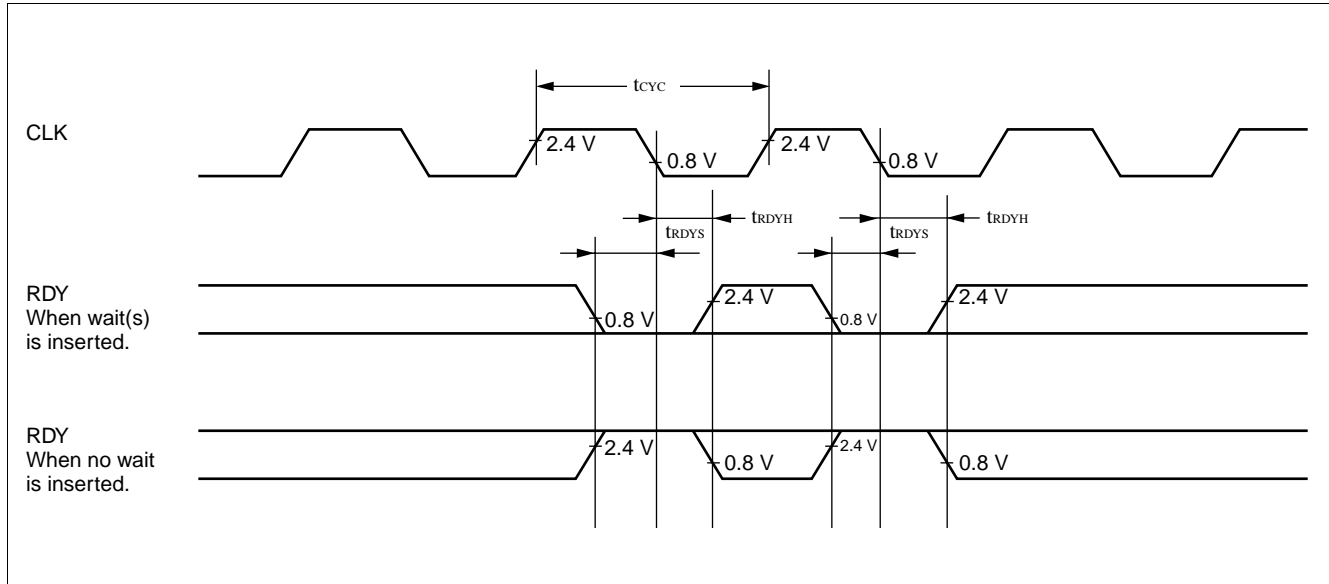 tCYC
CLK
2.4 V
0.8 V
2.4 V
0.8 V
tRDYS
tRDYH
tRDYS
tRDYH
RDY
When wait(s)
is inserted.
0.8 V
2.4 V
0.8 V
2.4 V
RDY
When no wait
is inserted.
2.4 V
0.8 V
2.4 V
0.8 V